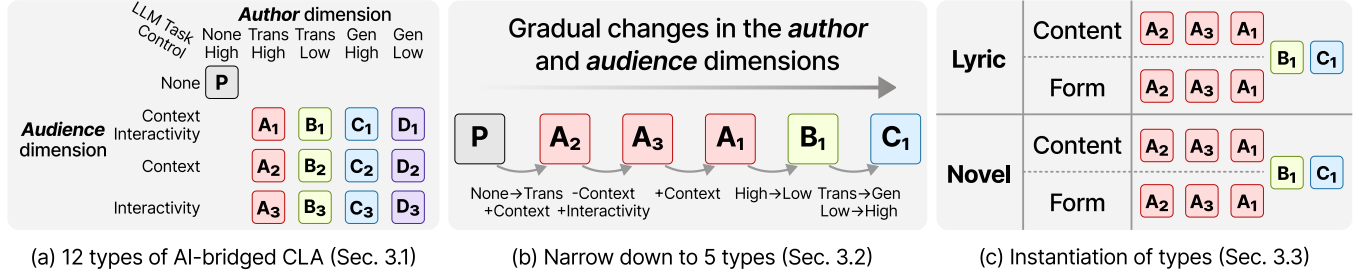 Author dimension
LLM Task
Control
None Trans Trans Gen Gen
High High Low High Low
None P
Audience
dimension
Context
Interactivity A1 B1 C1 D1
Context A2 B2 C2 D2
Interactivity A3 B3 C3 D3
(a) 12 types of AI-bridged CLA (Sec. 3.1)
Gradual changes in the author
and audience dimensions
P A2 A3 A1 B1 C1
None→Trans -Context +Context High→Low Trans→Gen
+Context +Interactivity Low→High
(b) Narrow down to 5 types (Sec. 3.2)
Lyric
Content A2 A3 A1
Form A2 A3 A1
B1 C1
Novel
Content A2 A3 A1
Form A2 A3 A1
B1 C1
(c) Instantiation of types (Sec. 3.3)